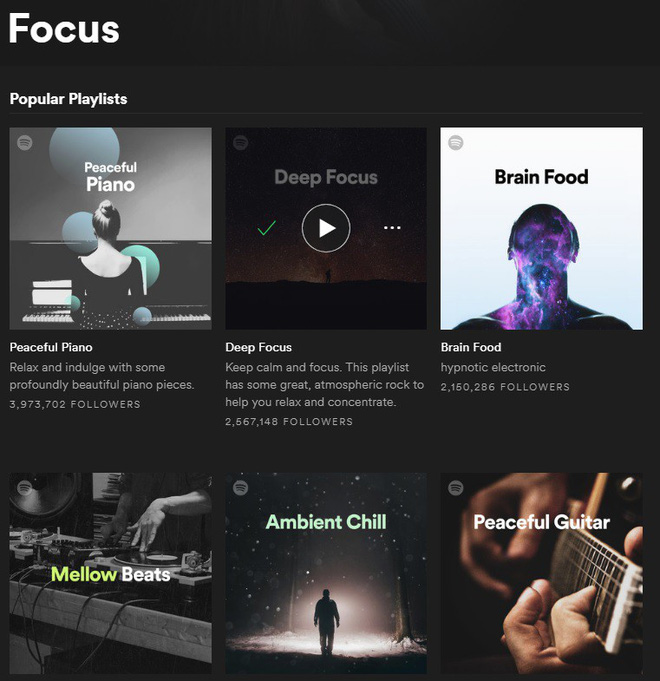 Focus
Popular Playlists
Peaceful
Piano
Deep Focus
Brain Food
Peaceful Piano
Relax and indulge with some
profoundly beautiful piano pieces.
3,973,702 FOLLOWERS
Deep Focus
Keep calm and focus. This playlist
has some great, atmospheric rock to
help you relax and concentrate.
2,567,148 FOLLOWERS
Brain Food
hypnotic electronic
2,150,286 FOLLOWERS
Mellow Beats
Ambient Chill
Peaceful Guitar